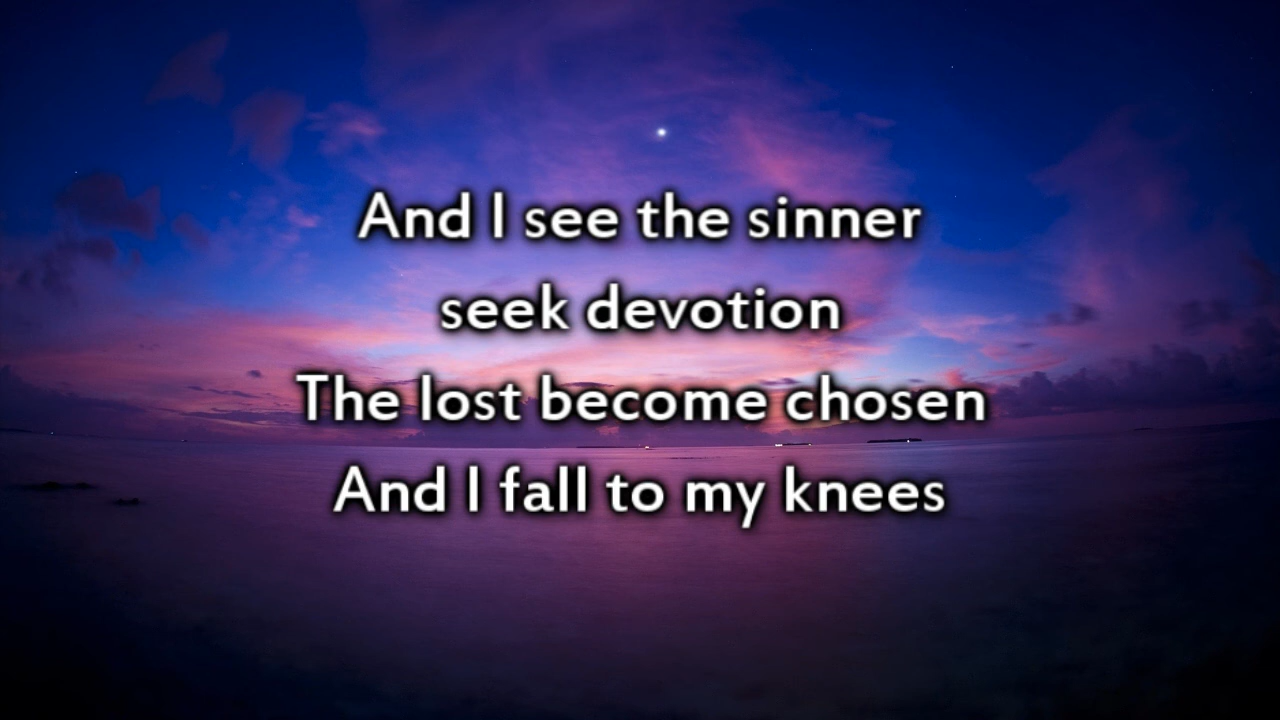 And I see the sinner
seek devotion
The lost become chosen
And I fall to my knees